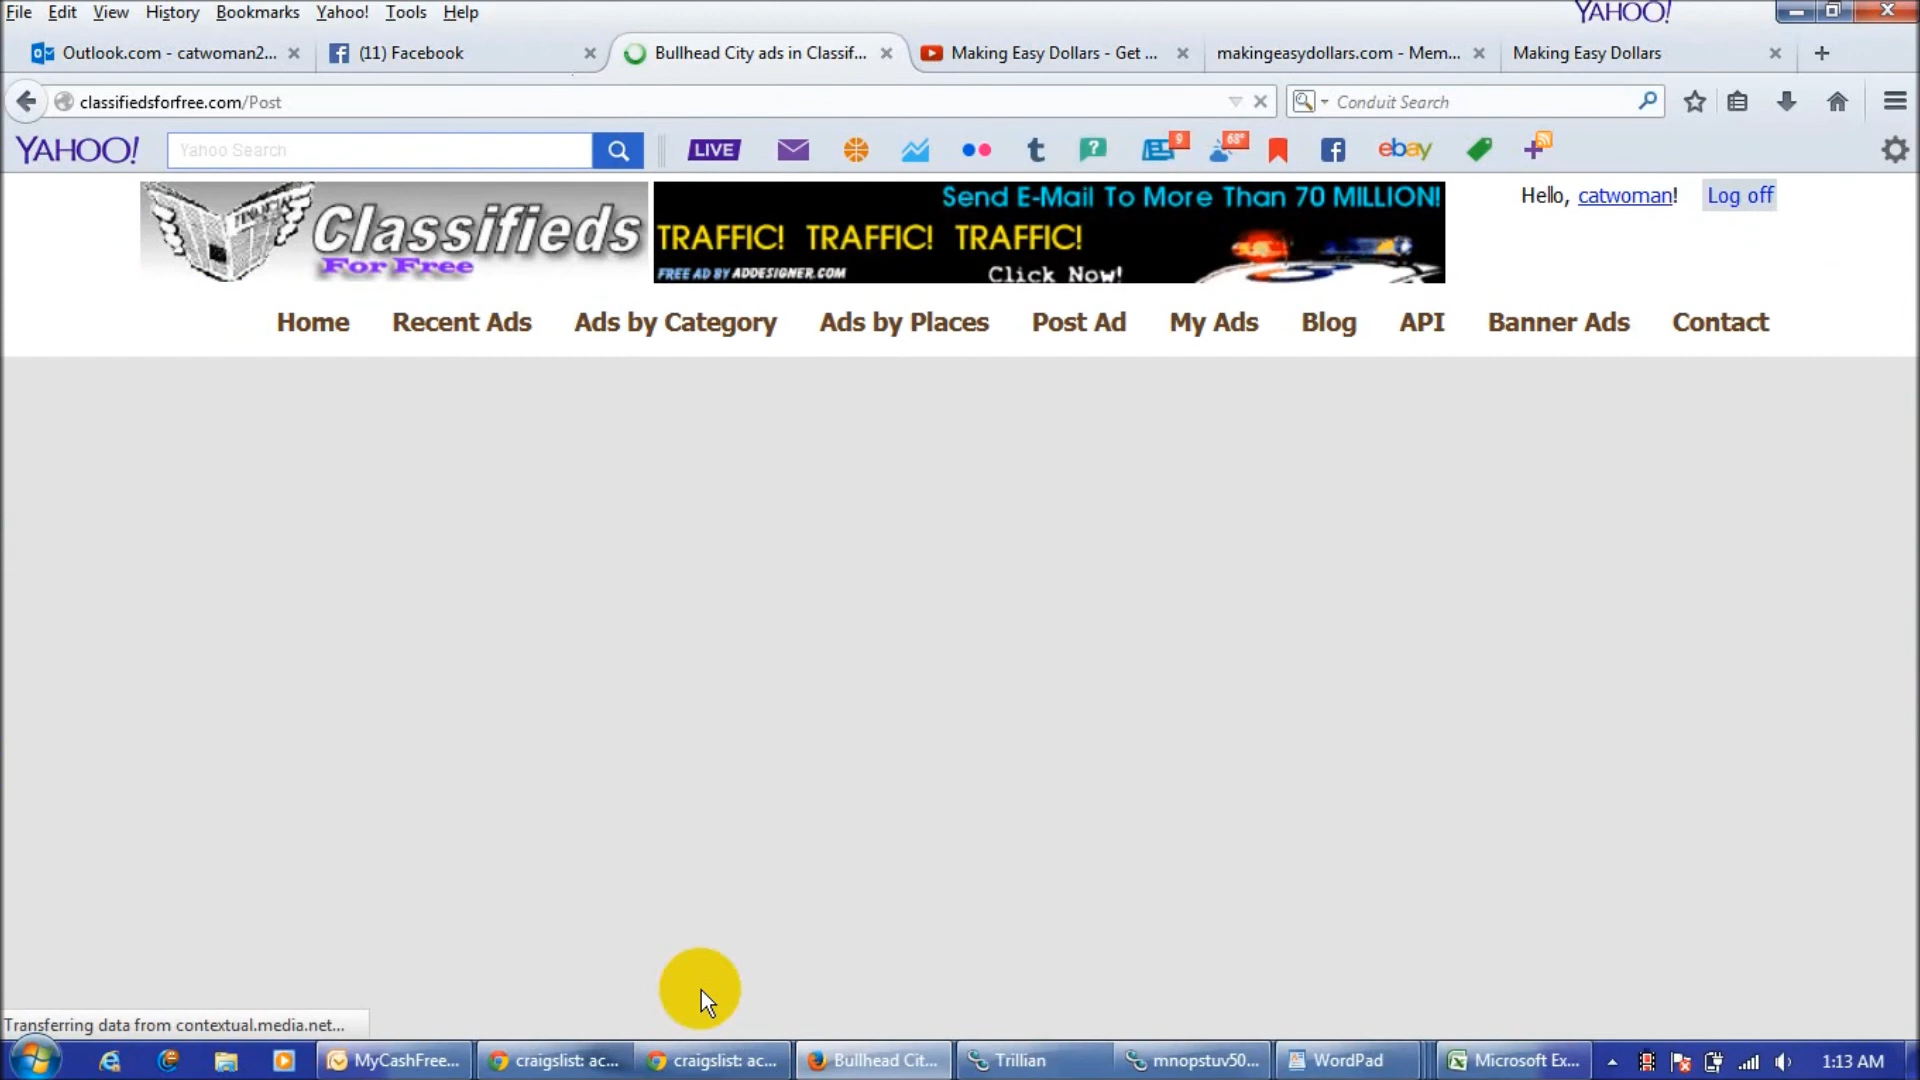 File Edit View History Bookmarks Yahoo! Tools Help
YAHOO!
Outlook.com - catwoman2...
(11) Facebook
Bullhead City ads in Classif...
Making Easy Dollars - Get ...
makingeasydollars.com - Mem...
Making Easy Dollars
classifiedsforfree.com/Post
Conduit Search
YAHOO!
Yahoo Search
LIVE
t
?
9
68°
ebay
FINANCIAL
Classifieds
For Free
Send E-Mail To More Than 70 MILLION!
TRAFFIC! TRAFFIC! TRAFFIC!
FREE AD BY ADDESIGNER.COM
Click Now!
Hello, catwoman!
Log off
Home Recent Ads Ads by Category Ads by Places Post Ad My Ads Blog API Banner Ads Contact
Transferring data from contextual.media.net...
MyCashFree...
craigslist: ac...
craigslist: ac...
Bullhead Cit...
Trillian
mnopstuv50...
WordPad
Microsoft Ex...
1:13 AM